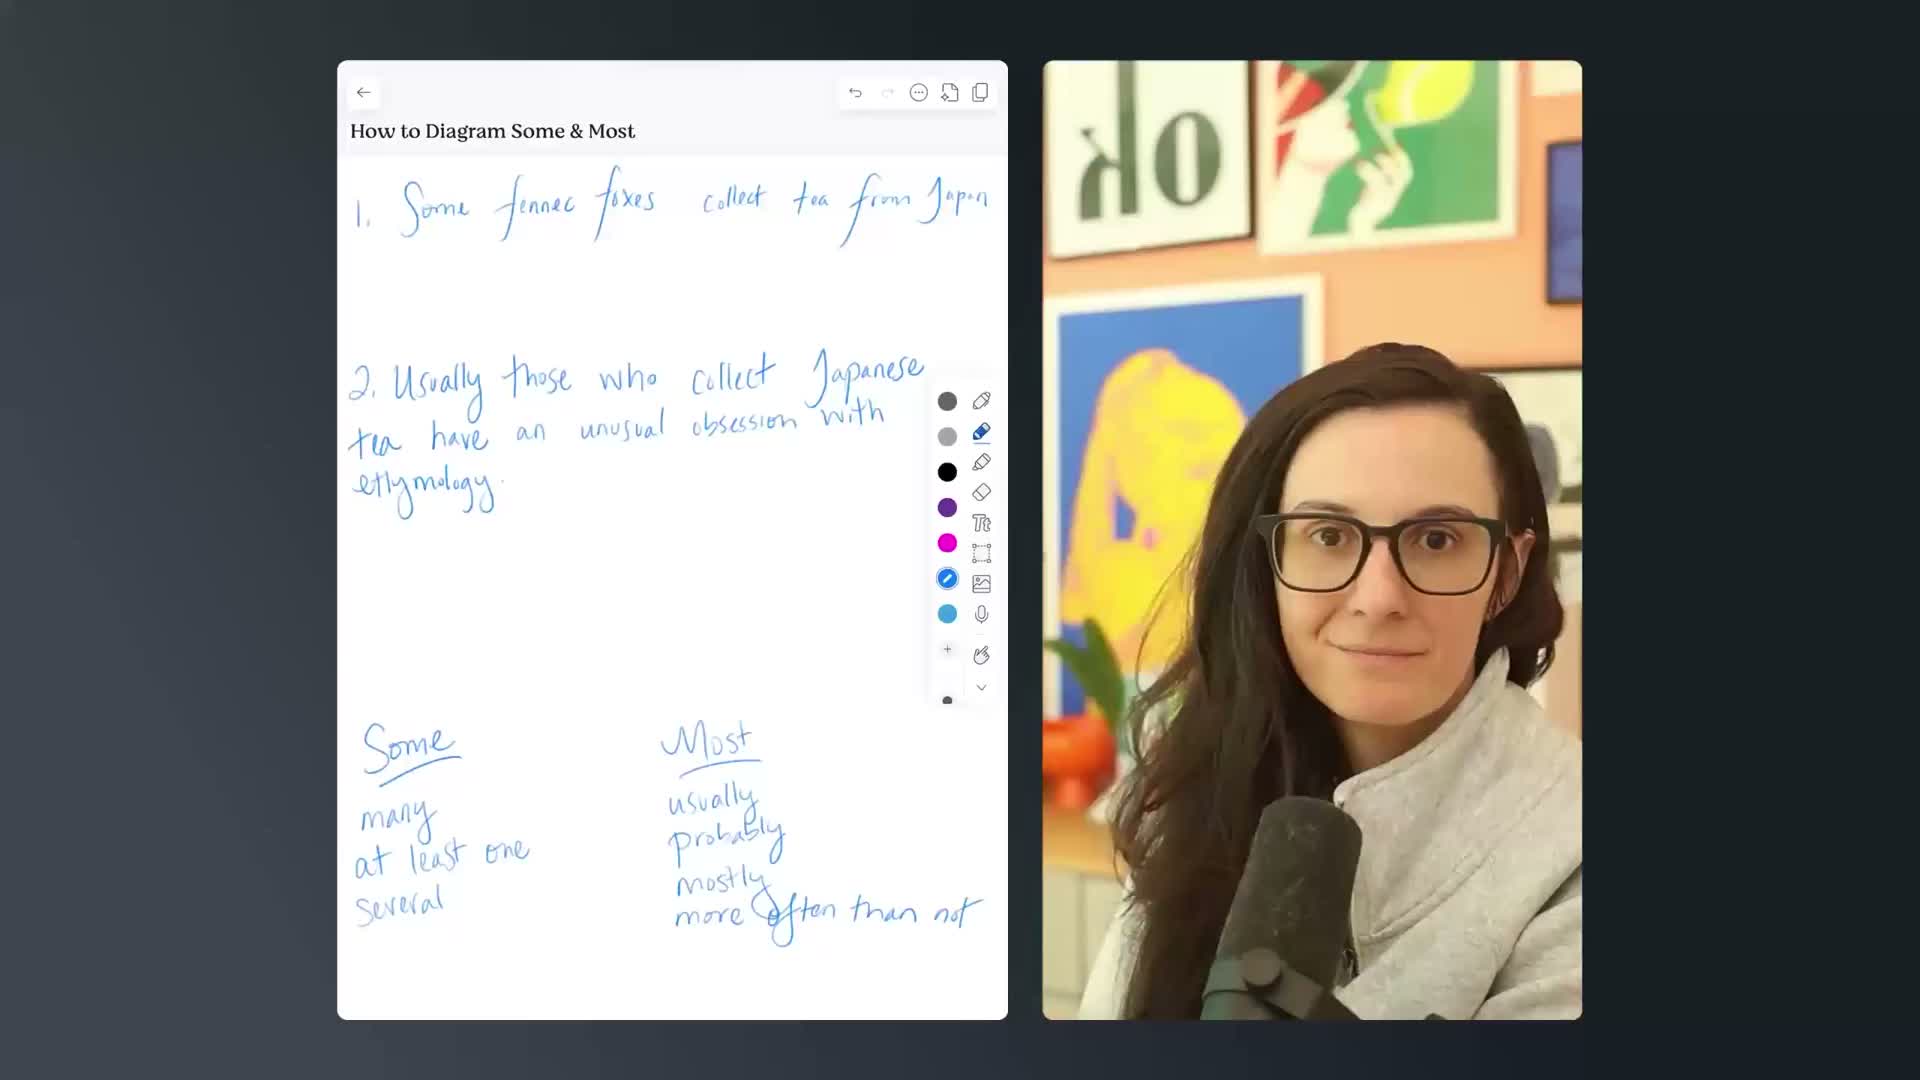 How to Diagram Some & Most
1. Some fennec foxes collect tea from Japan
2. Usually those who collect Japanese
tea have an unusual obsession with
etymology.
Some
many
at least one
several
Most
usually
probably
mostly
more often than not
Tt